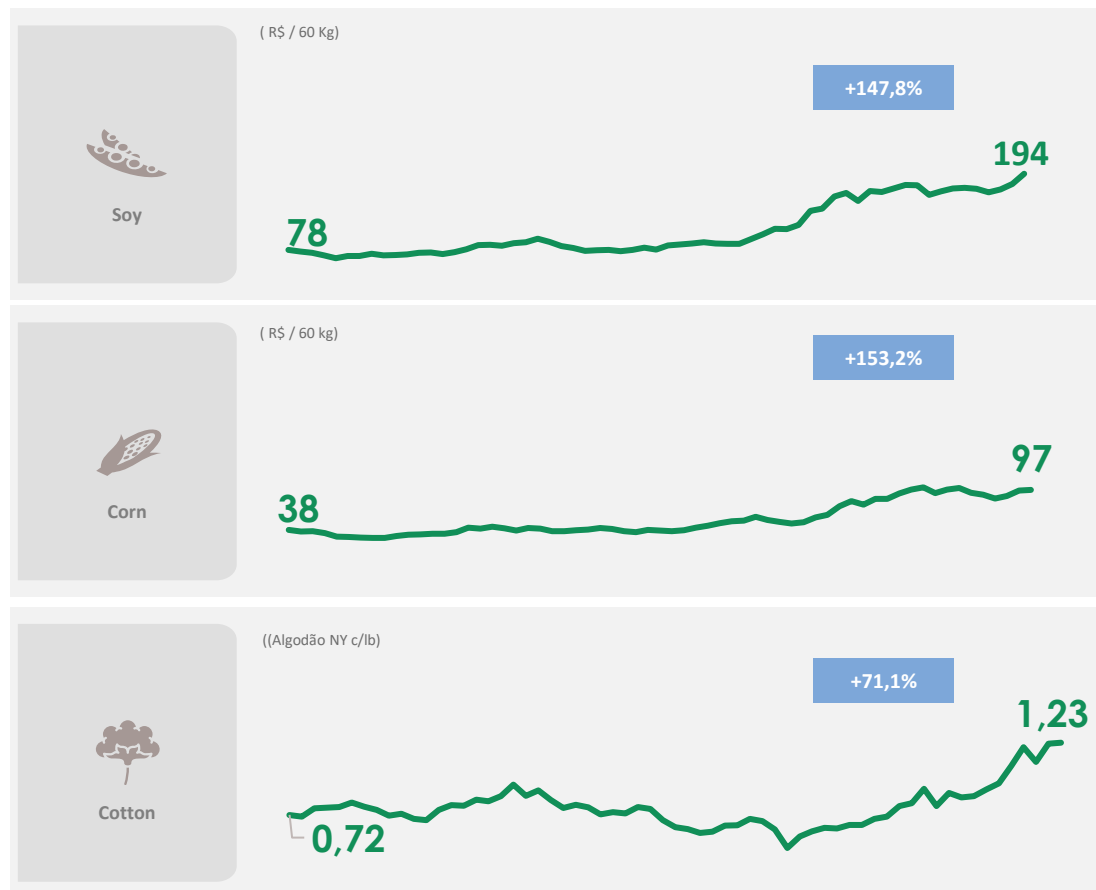 ( R$ / 60 Kg)
+147,8%
194
78
Soy
( R$ / 60 kg)
+153,2%
97
38
Corn
((Algodão NY c/lb)
+71,1%
1,23
0,72
Cotton